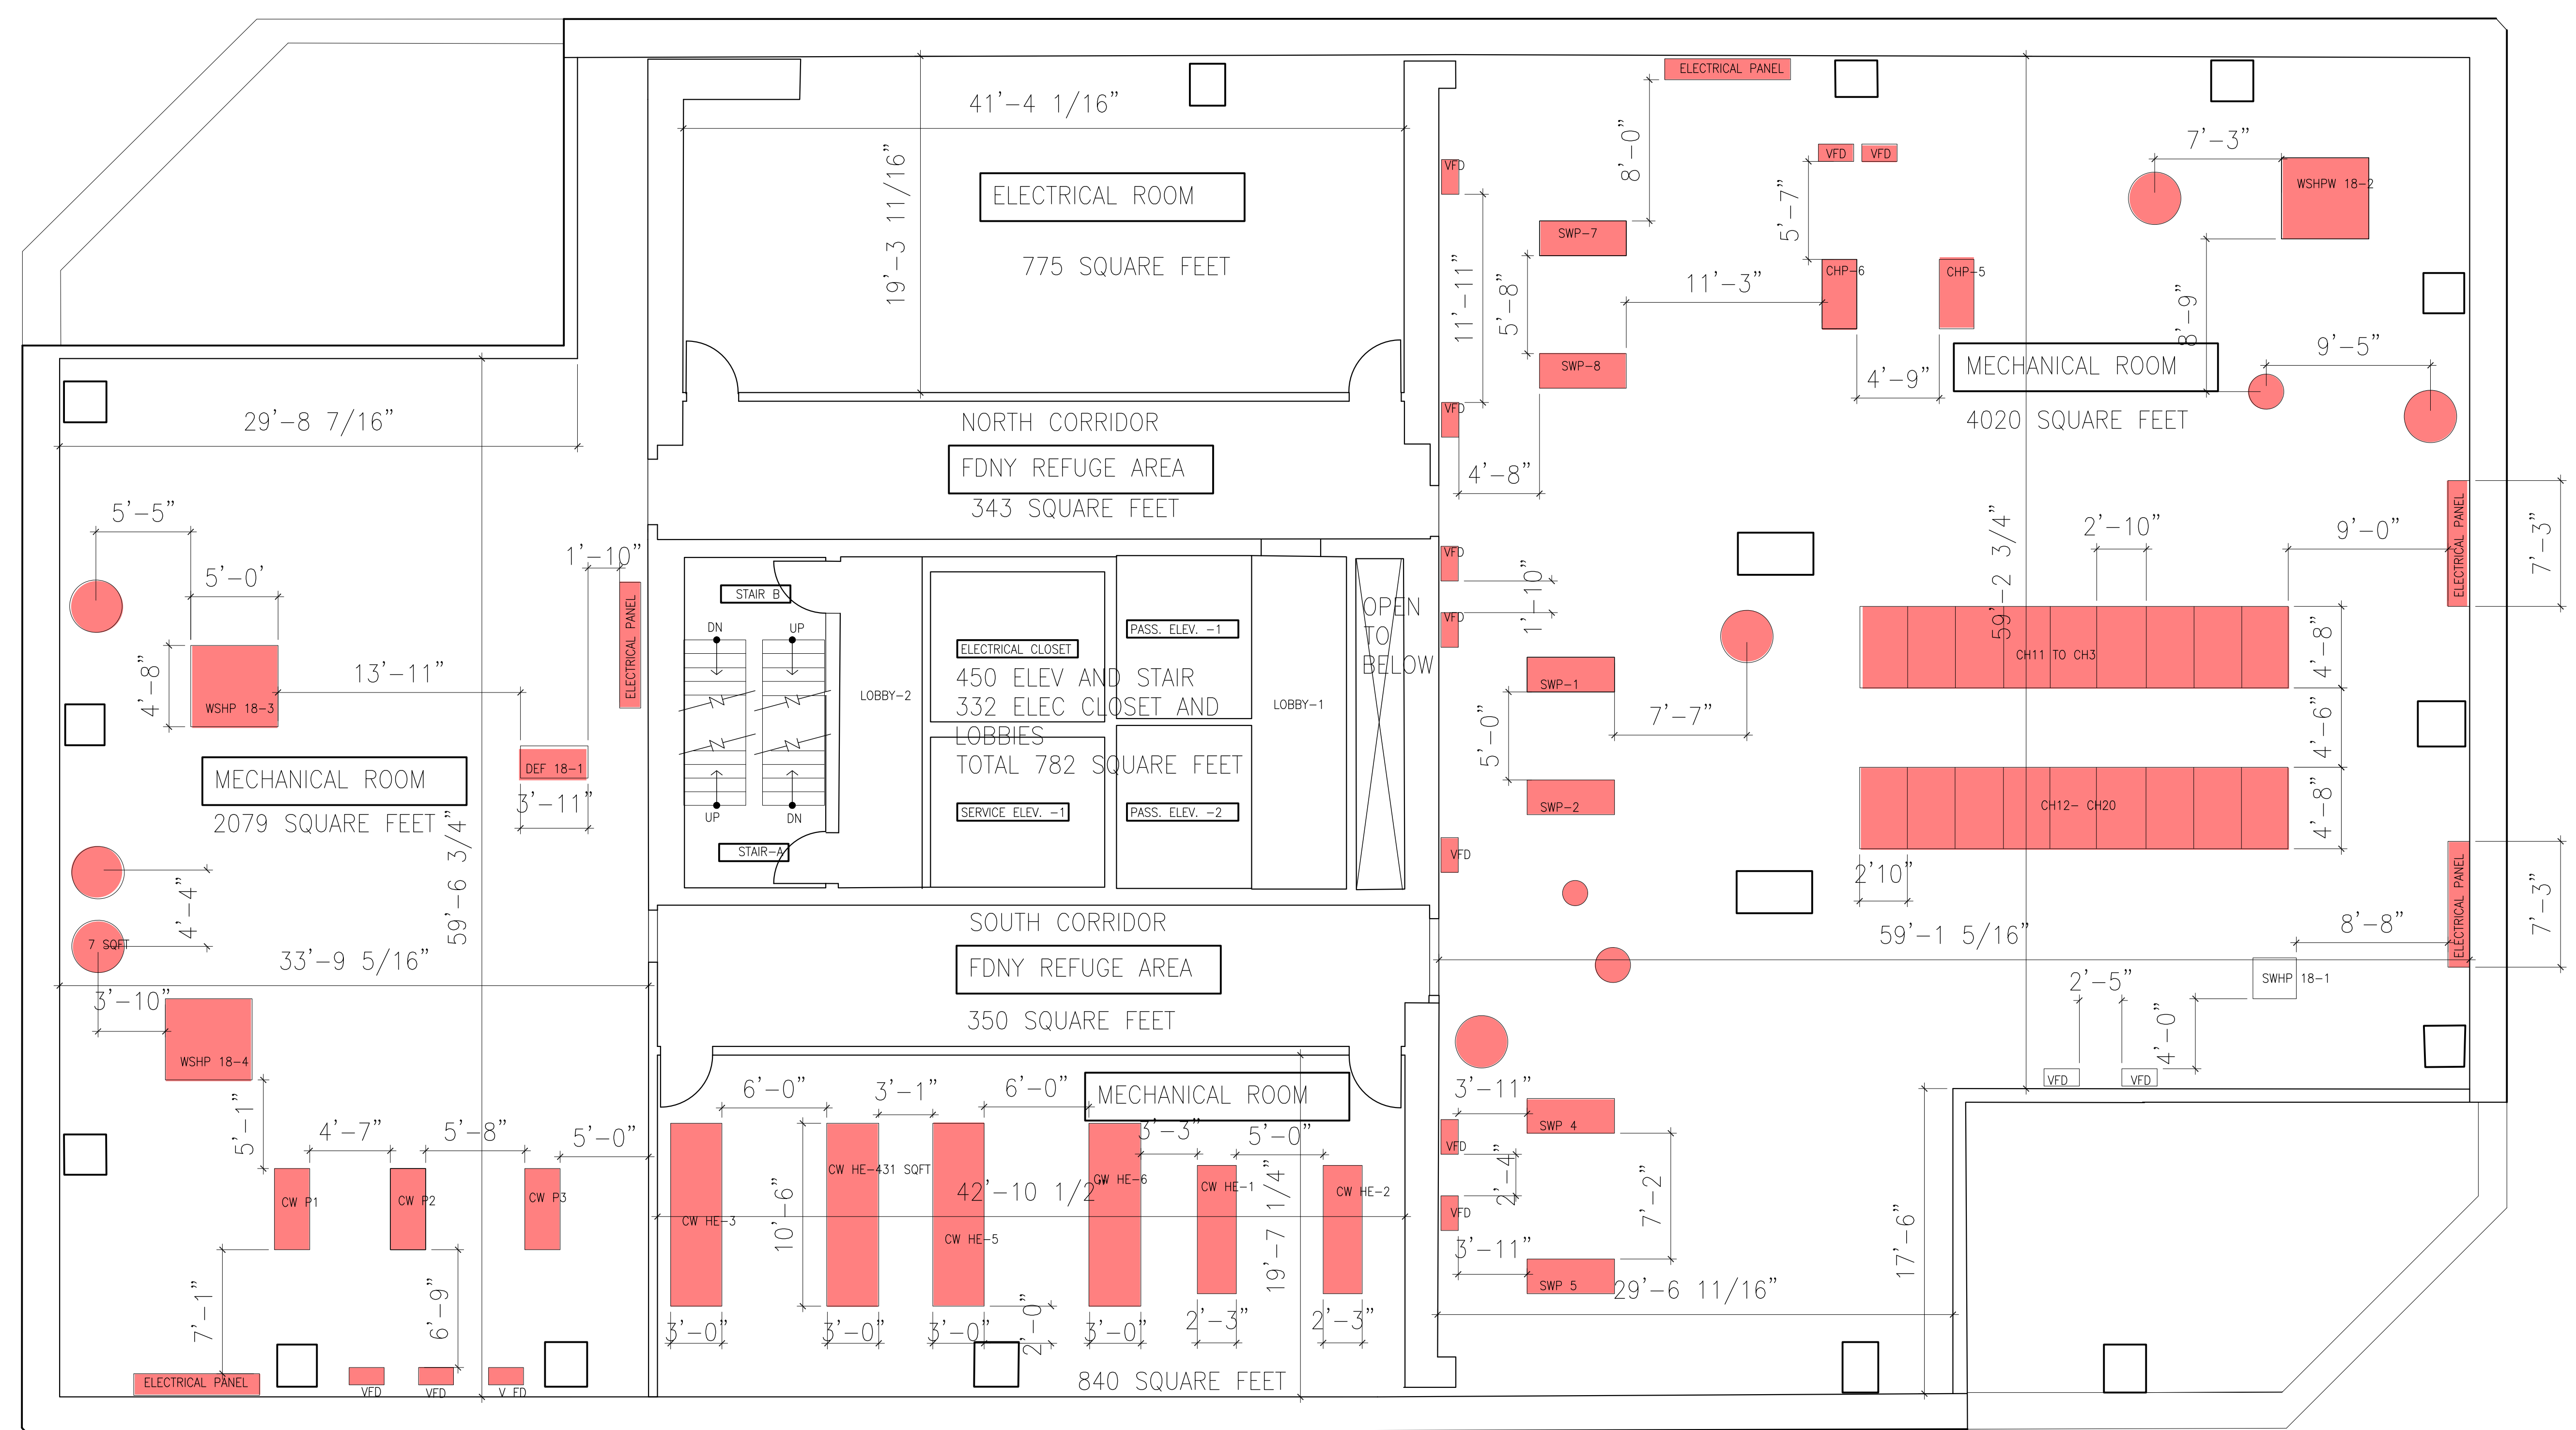 ELECTRICAL PANEL
41'-4 1/16"
19'-3 11/16"
ELECTRICAL ROOM
775 SQUARE FEET
VFD
8'-0"
VFD
VFD
7'-3"
WSHPW 18-2
5'-7"
SWP-7
11'-11"
5'-8"
11'-3"
CHP-6
CHP-5
8'-9"
SWP-8
4'-9"
MECHANICAL ROOM
4020 SQUARE FEET
9'-5"
VFD
29'-8 7/16"
NORTH CORRIDOR
FDNY REFUGE AREA
343 SQUARE FEET
4'-8"
5'-5"
5'-0'
1'-10"
4'-8"
WSHP 18-3
13'-11"
ELECTRICAL PANEL
DEF 18-1
3'-11"
MECHANICAL ROOM
2079 SQUARE FEET
59'-6 3/4"
STAIR B
DN
UP
UP
DN
STAIR-A
LOBBY-2
ELECTRICAL CLOSET
450 ELEV AND STAIR
332 ELEC CLOSET AND
LOBBIES
TOTAL 782 SQUARE FEET
SERVICE ELEV. -1
PASS. ELEV. -1
PASS. ELEV. -2
LOBBY-1
OPEN
TO
BELOW
VFD
VFD
1'-10"
SWP-1
5'-0"
7'-7"
SWP-2
VFD
59'-2 3/4"
2'-10"
9'-0"
ELECTRICAL PANEL
7'-3"
CH11 TO CH3
4'-8"
4'-6"
CH12- CH20
4'-8"
2'10"
ELECTRICAL PANEL
7'-3"
59'-1 5/16"
8'-8"
SWHP 18-1
2'-5"
4'-0"
VFD
VFD
4'-4"
7 SQFT
33'-9 5/16"
3'-10"
WSHP 18-4
5'-1"
4'-7"
5'-8"
5'-0"
CW P1
CW P2
CW P3
7'-1"
6'-9"
ELECTRICAL PANEL
VFD
VFD
V FD
SOUTH CORRIDOR
FDNY REFUGE AREA
350 SQUARE FEET
MECHANICAL ROOM
6'-0"
3'-1"
6'-0"
3'-3"
5'-0"
CW HE-3
10'-6"
CW HE-431 SQFT
CW HE-5
42'-10 1/2"
CW HE-6
CW HE-1
19'-7 1/4"
CW HE-2
3'-0"
3'-0"
3'-0"
2'-0"
3'-0"
2'-3"
2'-3"
840 SQUARE FEET
3'-11"
SWP 4
VFD
2'-4"
7'-2"
VFD
3'-11"
SWP 5
29'-6 11/16"
17'-6"